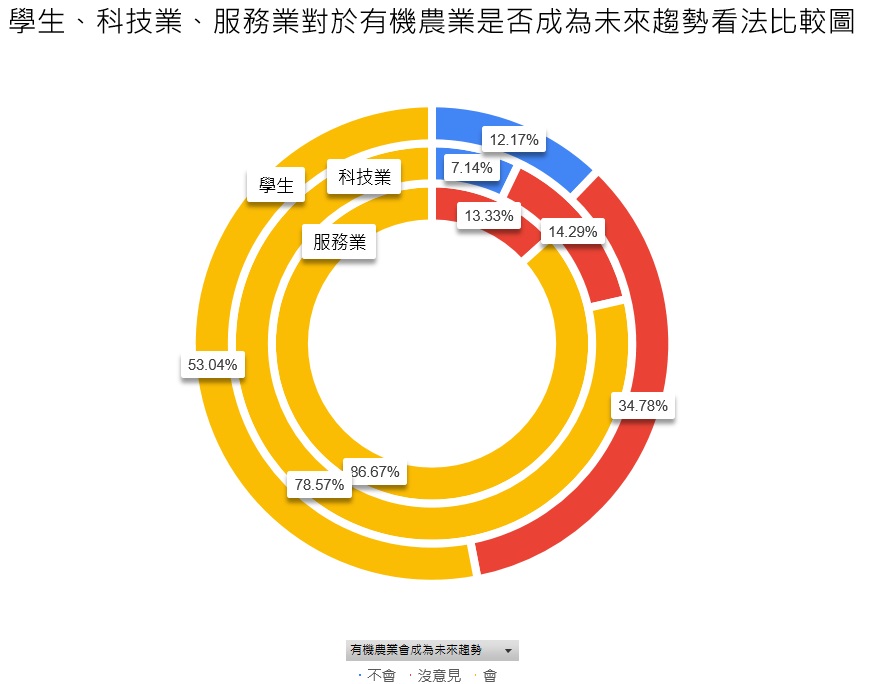 學生、科技業、服務業對於有機農業是否成為未來趨勢看法比較圖
12.17%
7.14%
科技業
學生
13.33%
14.29%
服務業
53.04%
34.78%
86.67%
78.57%
有機農業會成為未來趨勢
不會 沒意見 會